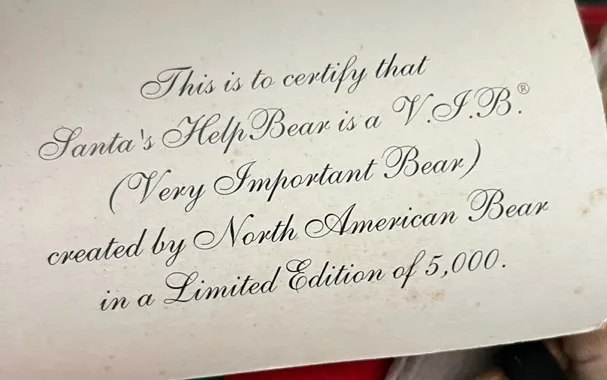 This is to certify that
Santa's HelpBear is a V.I.B.®
(Very Important Bear)
created by North American Bear
in a Limited Edition of 5,000.